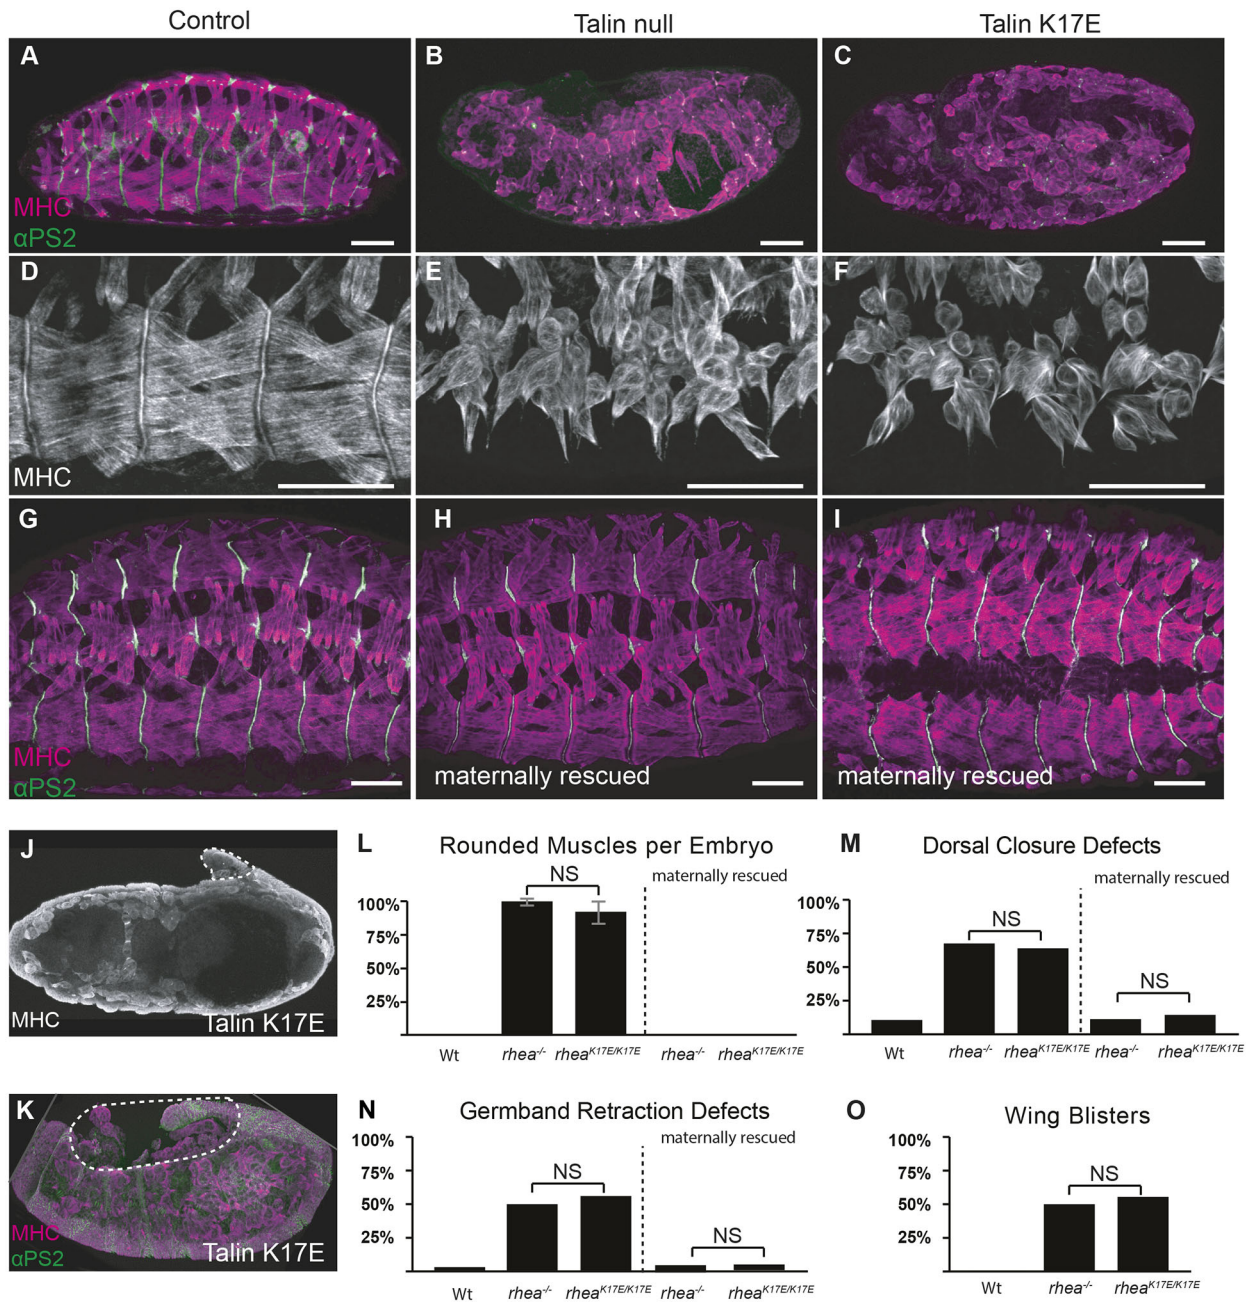 Control
Talin null
Talin K17E
A
B
C
MHC
αPS2
D
E
F
MHC
G
H
I
MHC
αPS2
maternally rescued
maternally rescued
J
MHC
Talin K17E
L
Rounded Muscles per Embryo
maternally rescued
NS
100%
75%
50%
25%
Wt
rhea-/-
rheaK17E/K17E
rhea-/-
rheaK17E/K17E
M
Dorsal Closure Defects
maternally rescued
100%
75%
50%
25%
NS
NS
Wt
rhea-/-
rheaK17E/K17E
rhea-/-
rheaK17E/K17E
K
MHC
αPS2
Talin K17E
N
Germband Retraction Defects
maternally rescued
100%
75%
50%
25%
NS
NS
Wt
rhea-/-
rheaK17E/K17E
rhea-/-
rheaK17E/K17E
O
Wing Blisters
100%
75%
50%
25%
NS
Wt
rhea-/-
rheaK17E/K17E